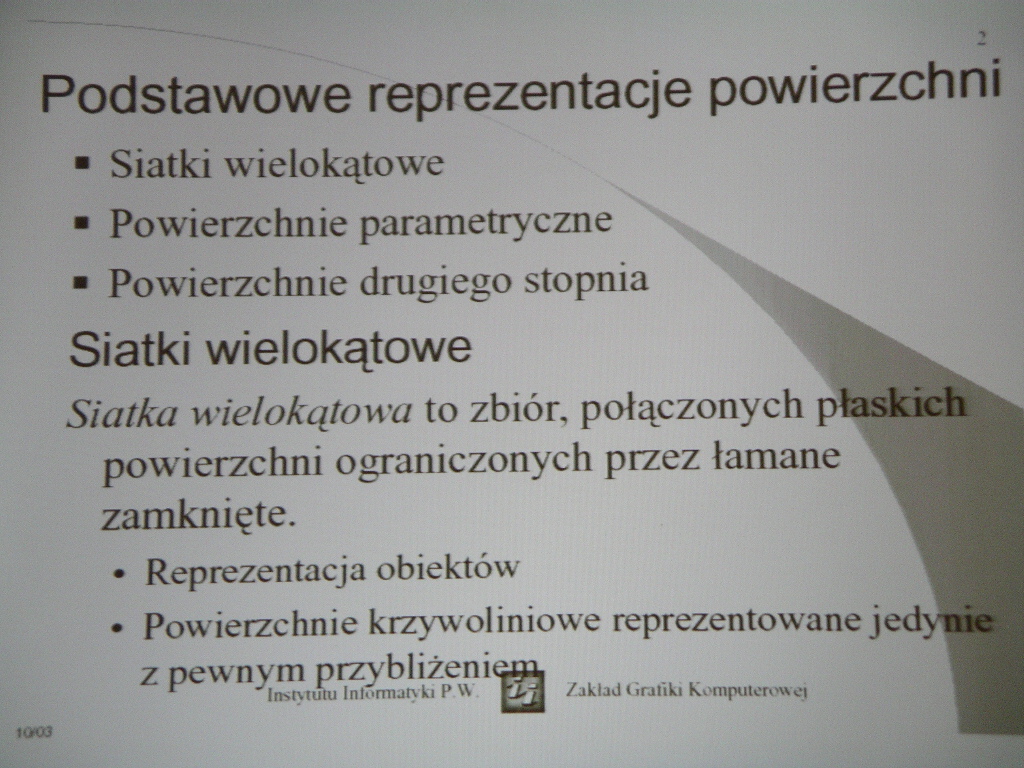 2
Podstawowe reprezentacje powierzchni
▪ Siatki wielokątowe
▪ Powierzchnie parametryczne
▪ Powierzchnie drugiego stopnia
Siatki wielokątowe
Siatka wielokątowa to zbiór, połączonych płaskich
powierzchni ograniczonych przez łamane
zamknięte.
• Reprezentacja obiektów
• Powierzchnie krzywoliniowe reprezentowane jedynie
z pewnym przybliżeniem
Instytutu Informatyki P.W. ii Zakład Grafiki Komputerowej
10/03